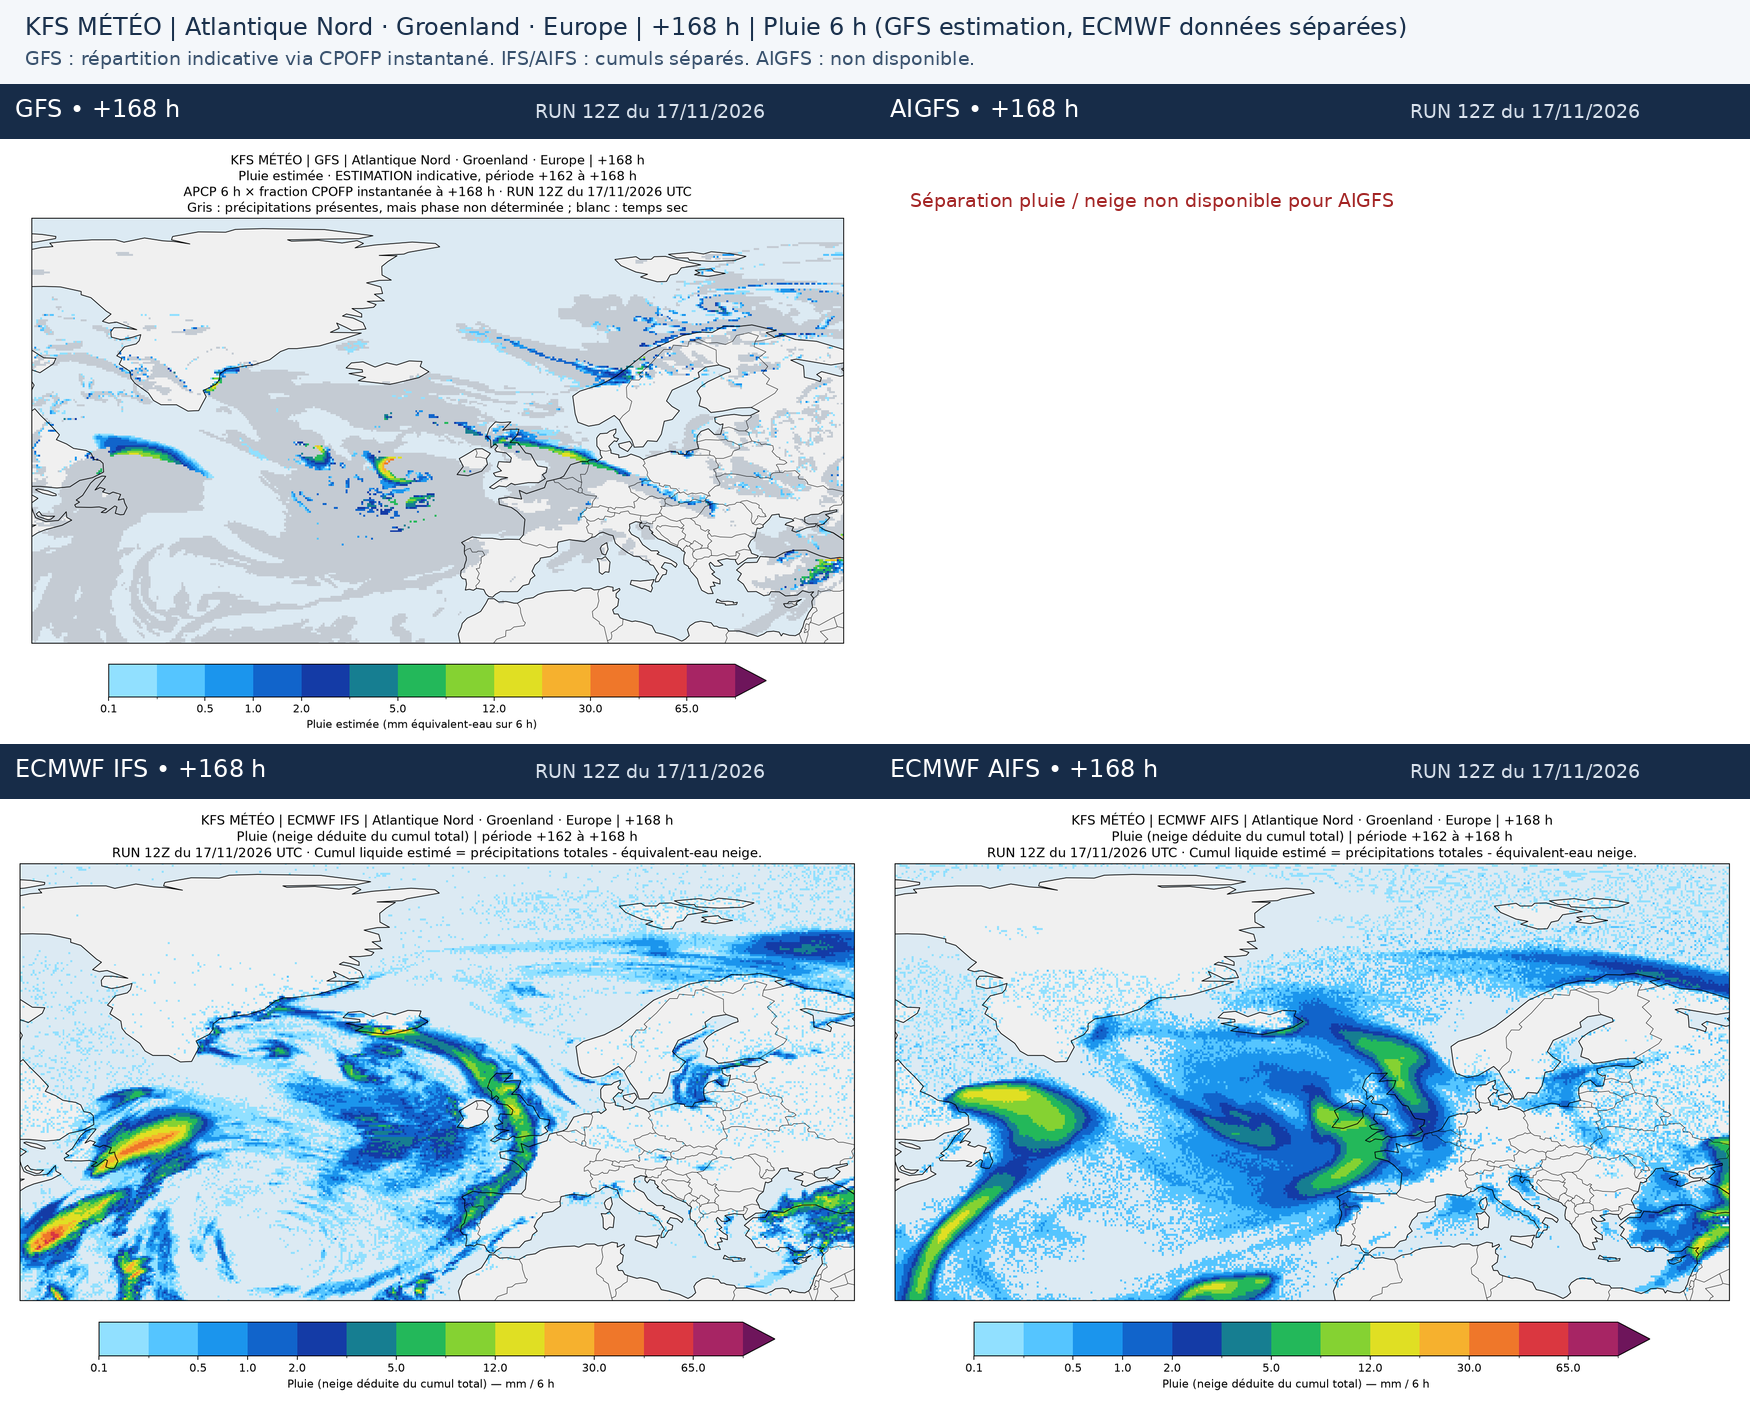 KFS MÉTÉO | Atlantique Nord · Groenland · Europe | +168 h | Pluie 6 h (GFS estimation, ECMWF données séparées)
GFS : répartition indicative via CPOFP instantané. IFS/AIFS : cumuls séparés. AIGFS : non disponible.
GFS • +168 h
RUN 12Z du 17/11/2026
AIGFS • +168 h
RUN 12Z du 17/11/2026
KFS MÉTÉO | GFS | Atlantique Nord · Groenland · Europe | +168 h
Pluie estimée · ESTIMATION indicative, période +162 à +168 h
APCP 6 h × fraction CPOFP instantanée à +168 h · RUN 12Z du 17/11/2026 UTC
Gris : précipitations présentes, mais phase non déterminée ; blanc : temps sec
Séparation pluie / neige non disponible pour AIGFS
0.1 0.5 1.0 2.0 5.0 12.0 30.0 65.0
Pluie estimée (mm équivalent-eau sur 6 h)
ECMWF IFS • +168 h
RUN 12Z du 17/11/2026
ECMWF AIFS • +168 h
RUN 12Z du 17/11/2026
KFS MÉTÉO | ECMWF IFS | Atlantique Nord · Groenland · Europe | +168 h
Pluie (neige déduite du cumul total) | période +162 à +168 h
RUN 12Z du 17/11/2026 UTC · Cumul liquide estimé = précipitations totales - équivalent-eau neige.
KFS MÉTÉO | ECMWF AIFS | Atlantique Nord · Groenland · Europe | +168 h
Pluie (neige déduite du cumul total) | période +162 à +168 h
RUN 12Z du 17/11/2026 UTC · Cumul liquide estimé = précipitations totales - équivalent-eau neige.
0.1 0.5 1.0 2.0 5.0 12.0 30.0 65.0
Pluie (neige déduite du cumul total) — mm / 6 h
0.1 0.5 1.0 2.0 5.0 12.0 30.0 65.0
Pluie (neige déduite du cumul total) — mm / 6 h